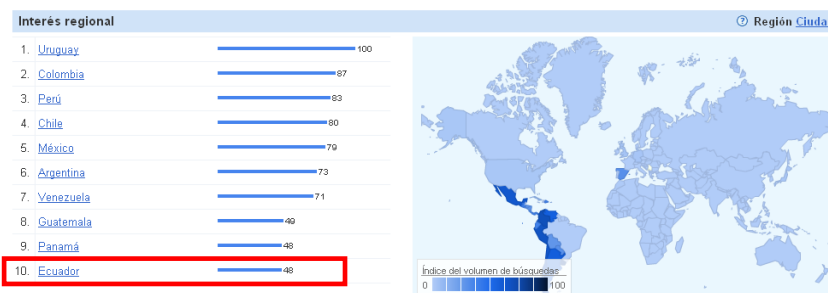 Interés regional
Región Ciuda
1. Uruguay 100
2. Colombia 87
3. Perú 83
4. Chile 80
5. México 79
6. Argentina 73
7. Venezuela 71
8. Guatemala 49
9. Panamá 48
10. Ecuador 48
Índice del volumen de búsquedas
0 100